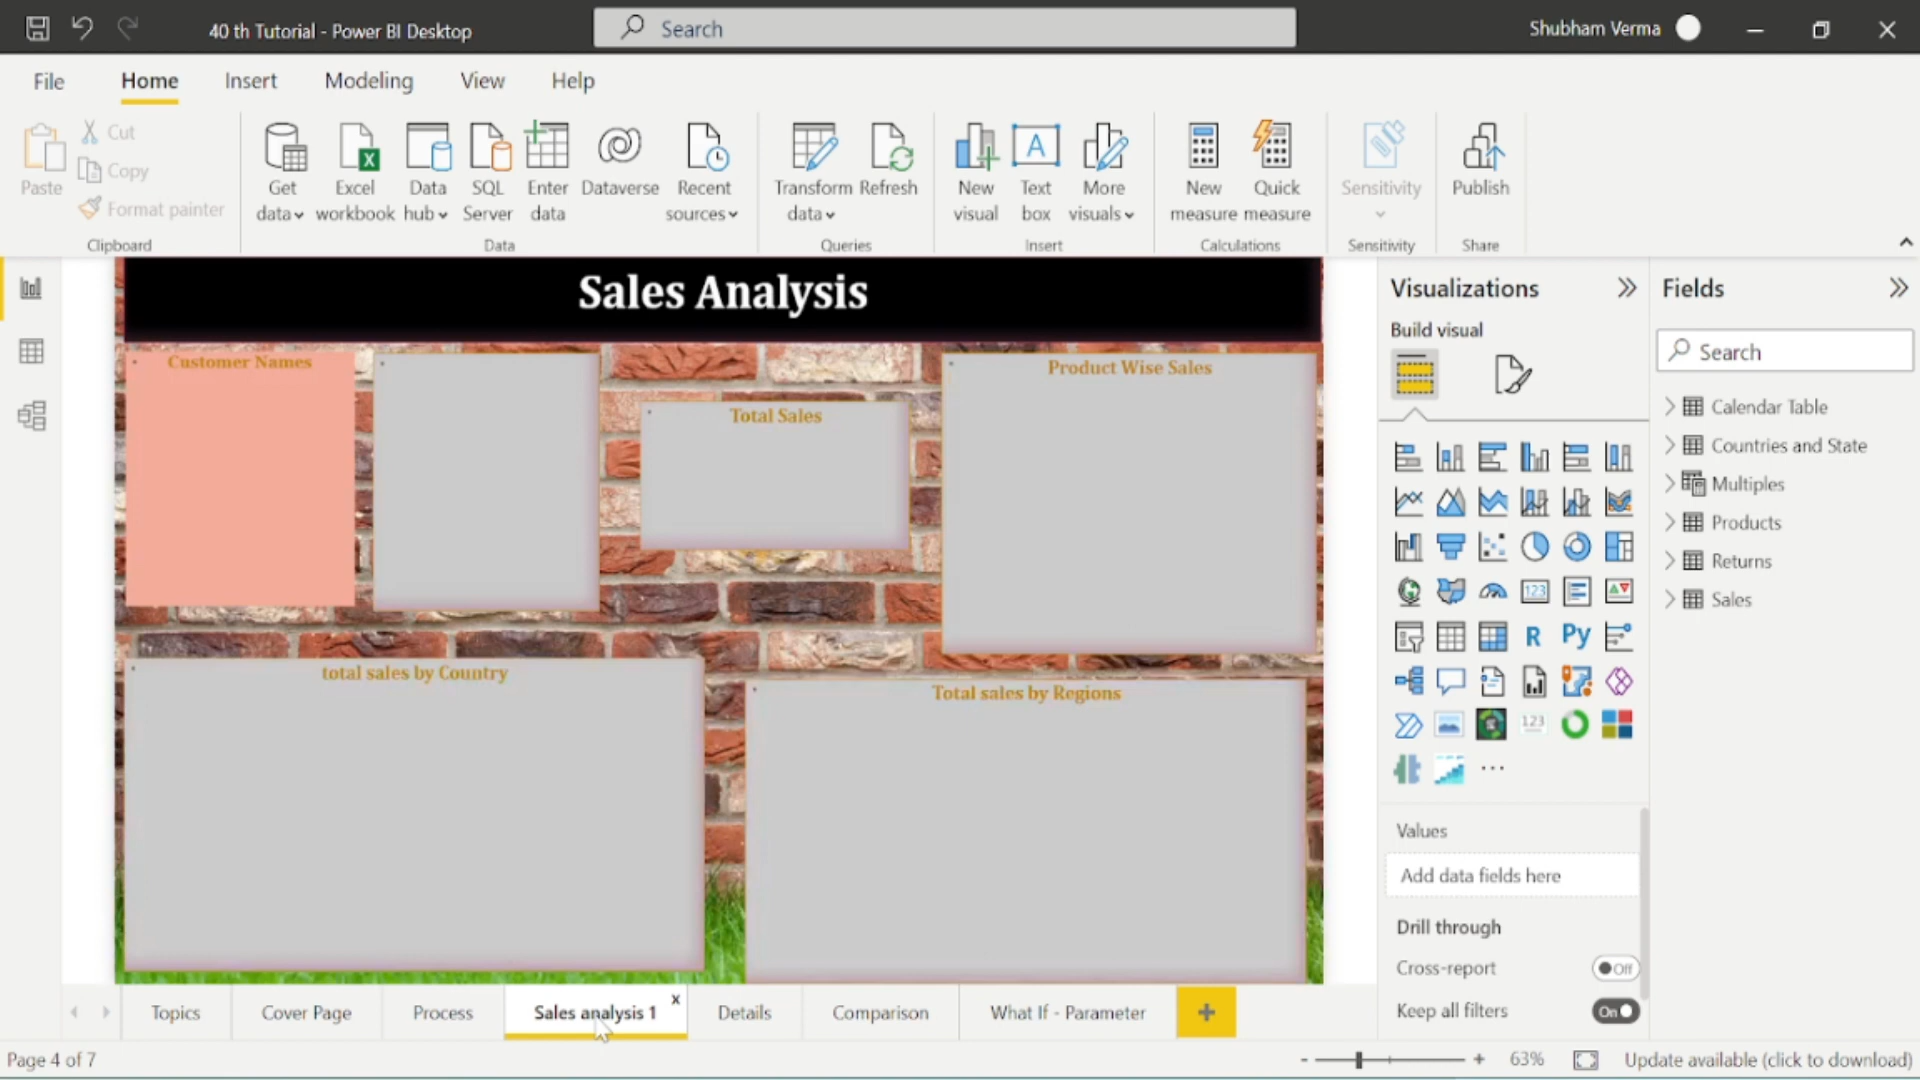 40 th Tutorial - Power BI Desktop
Search
Shubham Verma
File
Home
Insert
Modeling
View
Help
Paste
Cut
Copy
Format painter
Clipboard
Get data
Excel workbook
Data hub
SQL Server
Enter data
Dataverse
Recent sources
Data
Transform data
Refresh
Queries
New visual
A
Text box
More visuals
Insert
New measure
Quick measure
Calculations
Sensitivity
Sensitivity
Publish
Share
Sales Analysis
Customer Names
Total Sales
Product Wise Sales
total sales by Country
Total sales by Regions
Visualizations
Build visual
123
R
Py
123
Values
Add data fields here
Drill through
Cross-report
Off
Keep all filters
On
Fields
Search
Calendar Table
Countries and State
Multiples
Products
Returns
Sales
Topics
Cover Page
Process
Sales analysis 1
x
Details
Comparison
What If - Parameter
+
Page 4 of 7
- +
63%
Update available (click to download)